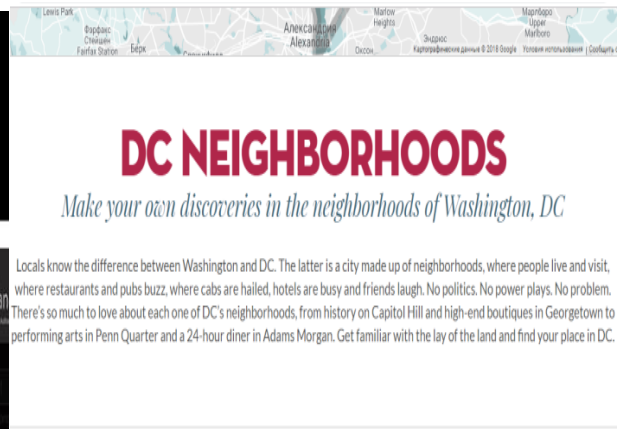 Lewis Park
Фэрфакс
Стейшен
Fairfax Station
Бёрк
Александрия
Alexandria
Оксон
Marlow
Heights
Эндрюс
Марлборо
Upper
Marlboro
Картографические данные © 2018 Google Условия использования Сообщить о
DC NEIGHBORHOODS
Make your own discoveries in the neighborhoods of Washington, DC
Locals know the difference between Washington and DC. The latter is a city made up of neighborhoods, where people live and visit,
where restaurants and pubs buzz, where cabs are hailed, hotels are busy and friends laugh. No politics. No power plays. No problem.
There's so much to love about each one of DC's neighborhoods, from history on Capitol Hill and high-end boutiques in Georgetown to
performing arts in Penn Quarter and a 24-hour diner in Adams Morgan. Get familiar with the lay of the land and find your place in DC.